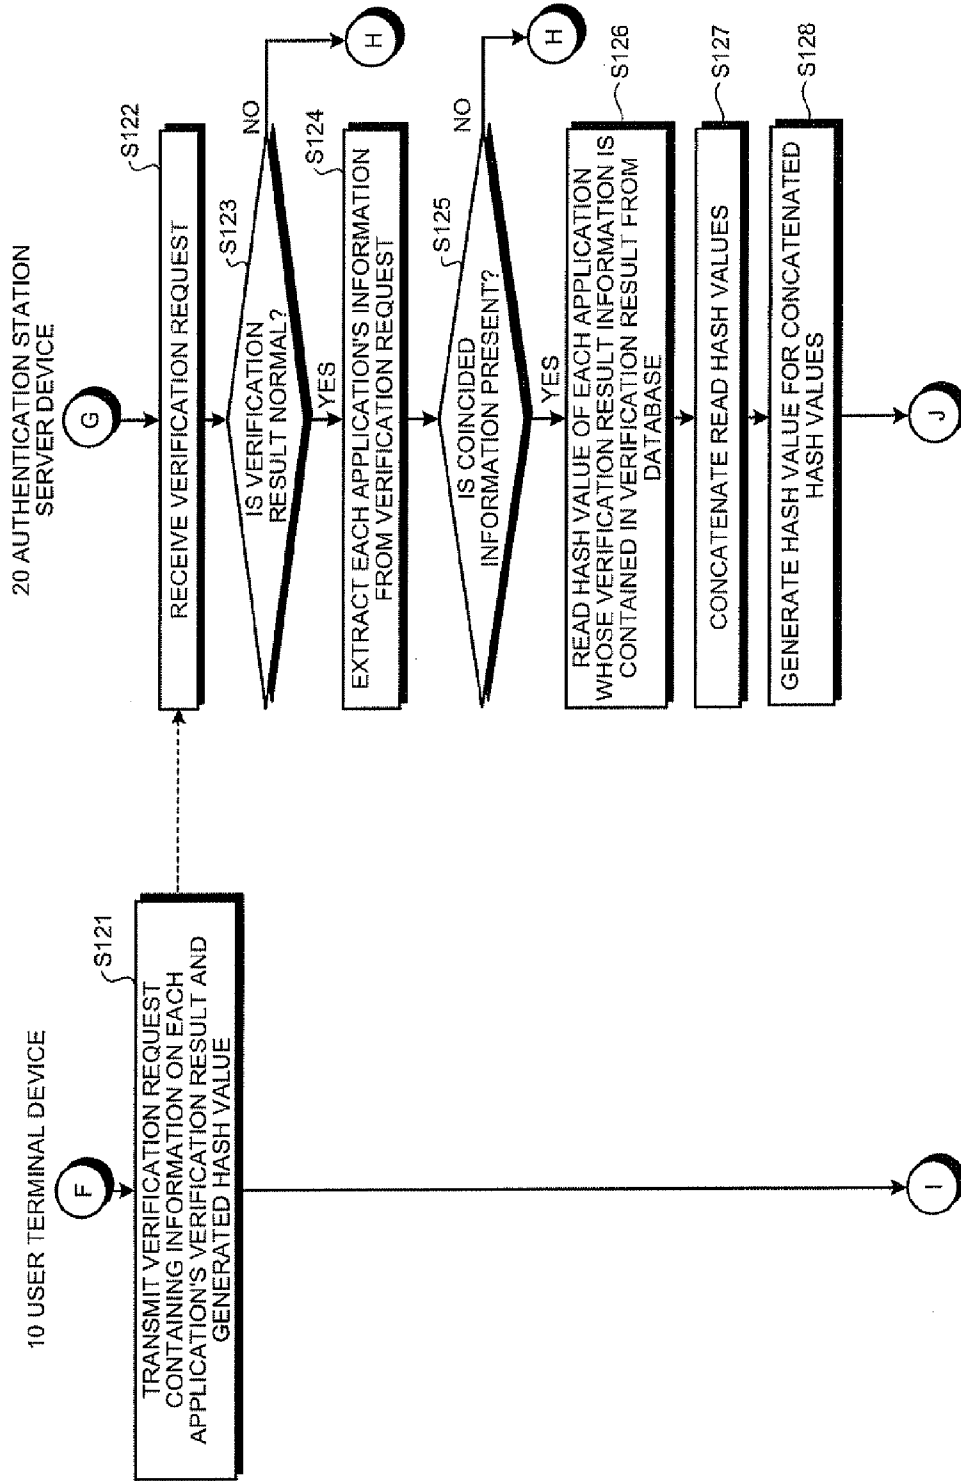 10 USER TERMINAL DEVICE
F
S121
TRANSMIT VERIFICATION REQUEST
CONTAINING INFORMATION ON EACH
APPLICATION'S VERIFICATION RESULT AND
GENERATED HASH VALUE
I
20 AUTHENTICATION STATION
SERVER DEVICE
G
S122
RECEIVE VERIFICATION REQUEST
S123
IS VERIFICATION
RESULT NORMAL?
NO
H
YES
S124
EXTRACT EACH APPLICATION'S INFORMATION
FROM VERIFICATION REQUEST
S125
IS COINCIDED
INFORMATION PRESENT?
NO
H
YES
S126
READ HASH VALUE OF EACH APPLICATION
WHOSE VERIFICATION RESULT INFORMATION IS
CONTAINED IN VERIFICATION RESULT FROM
DATABASE
S127
CONCATENATE READ HASH VALUES
S128
GENERATE HASH VALUE FOR CONCATENATED
HASH VALUES
J